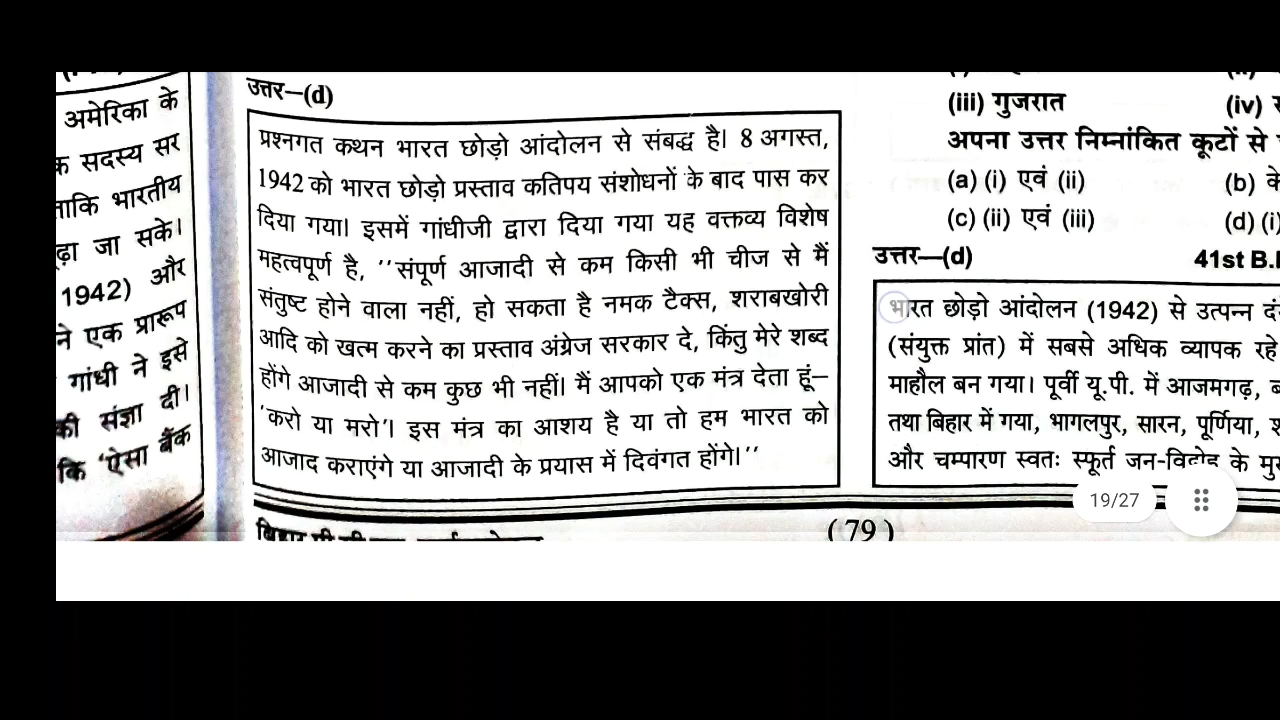 अमेरिका के
सदस्य सर
भारतीय
जा सके।
1942) और
ने एक प्रारूप
गांधी ने इसे
की संज्ञा दी।
कि 'ऐसा बैंक
उत्तर–(d)
प्रश्नगत कथन भारत छोड़ो आंदोलन से संबद्ध है। 8 अगस्त,
1942 को भारत छोड़ो प्रस्ताव कतिपय संशोधनों के बाद पास कर
दिया गया। इसमें गांधीजी द्वारा दिया गया यह वक्तव्य विशेष
महत्वपूर्ण है, ''संपूर्ण आजादी से कम किसी भी चीज से मैं
संतुष्ट होने वाला नहीं, हो सकता है नमक टैक्स, शराबखोरी
आदि को खत्म करने का प्रस्ताव अंग्रेज सरकार दे, किंतु मेरे शब्द
होंगे आजादी से कम कुछ भी नहीं। मैं आपको एक मंत्र देता हूं–
'करो या मरो'। इस मंत्र का आशय है या तो हम भारत को
आजाद कराएंगे या आजादी के प्रयास में दिवंगत होंगे।''
(79)
(iii) गुजरात (iv)
अपना उत्तर निम्नांकित कूटों से
(a) (i) एवं (ii) (b)
(c) (ii) एवं (iii) (d) (i)
उत्तर—(d) 41st B.
भारत छोड़ो आंदोलन (1942) से उत्पन्न
(संयुक्त प्रांत) में सबसे अधिक व्यापक रहे
माहौल बन गया। पूर्वी यू.पी. में आजमगढ़,
तथा बिहार में गया, भागलपुर, सारन, पूर्णिया,
और चम्पारण स्वतः स्फूर्त जन-विद्रोह के
19/27